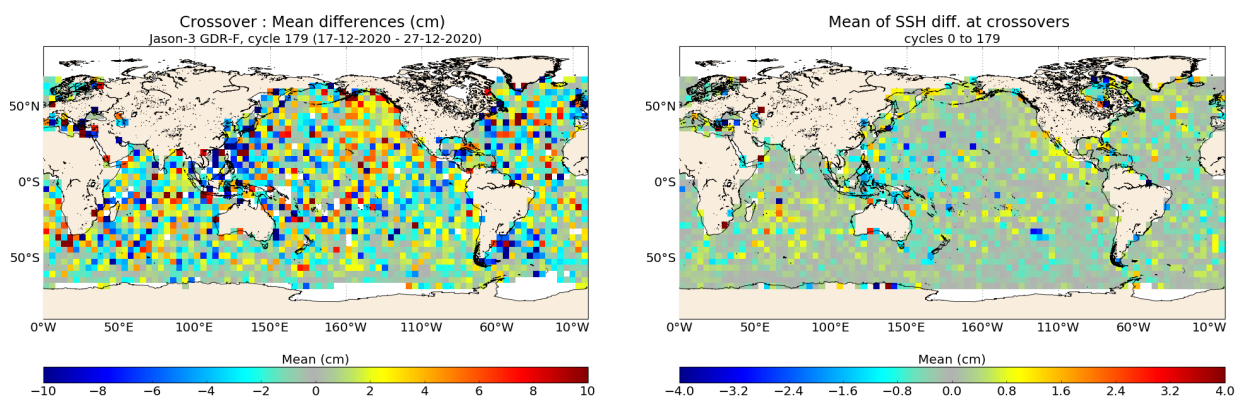 Crossover : Mean differences (cm)
Jason-3 GDR-F, cycle 179 (17-12-2020 - 27-12-2020)
50°N
0°S
50°S
0°W 50°E 100°E 150°E 160°W 110°W 60°W 10°W
Mean (cm)
−10 −8 −6 −4 −2 0 2 4 6 8 10
Mean of SSH diff. at crossovers
cycles 0 to 179
50°N
0°S
50°S
0°W 50°E 100°E 150°E 160°W 110°W 60°W 10°W
Mean (cm)
−4.0 −3.2 −2.4 −1.6 −0.8 0.0 0.8 1.6 2.4 3.2 4.0